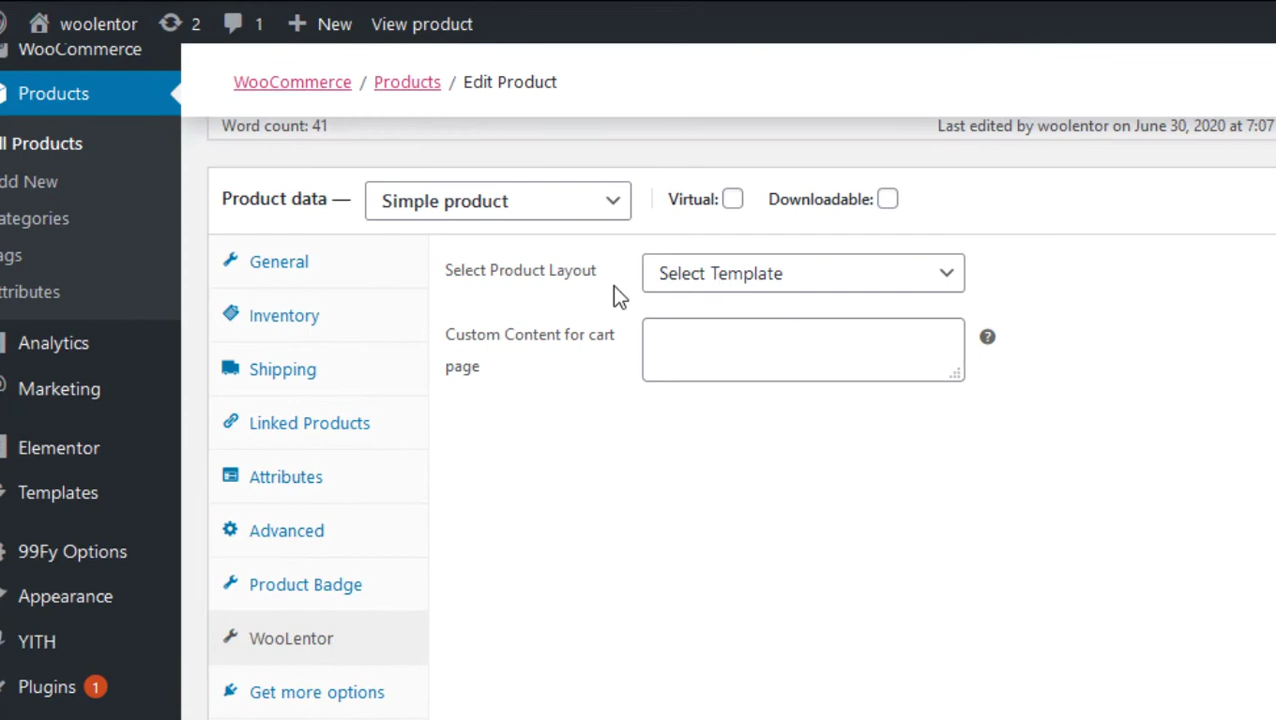 woolentor 2 1 New View product
WooCommerce
WooCommerce / Products / Edit Product
Products
Word count: 41 Last edited by woolentor on June 30, 2020 at 7:07
ll Products
dd New
ategories
ags
ttributes
Analytics
Marketing
Elementor
Templates
99Fy Options
Appearance
YITH
Plugins 1
Product data — Simple product Virtual: Downloadable:
General
Inventory
Shipping
Linked Products
Attributes
Advanced
Product Badge
WooLentor
Get more options
Select Product Layout Select Template
Custom Content for cart
page
?